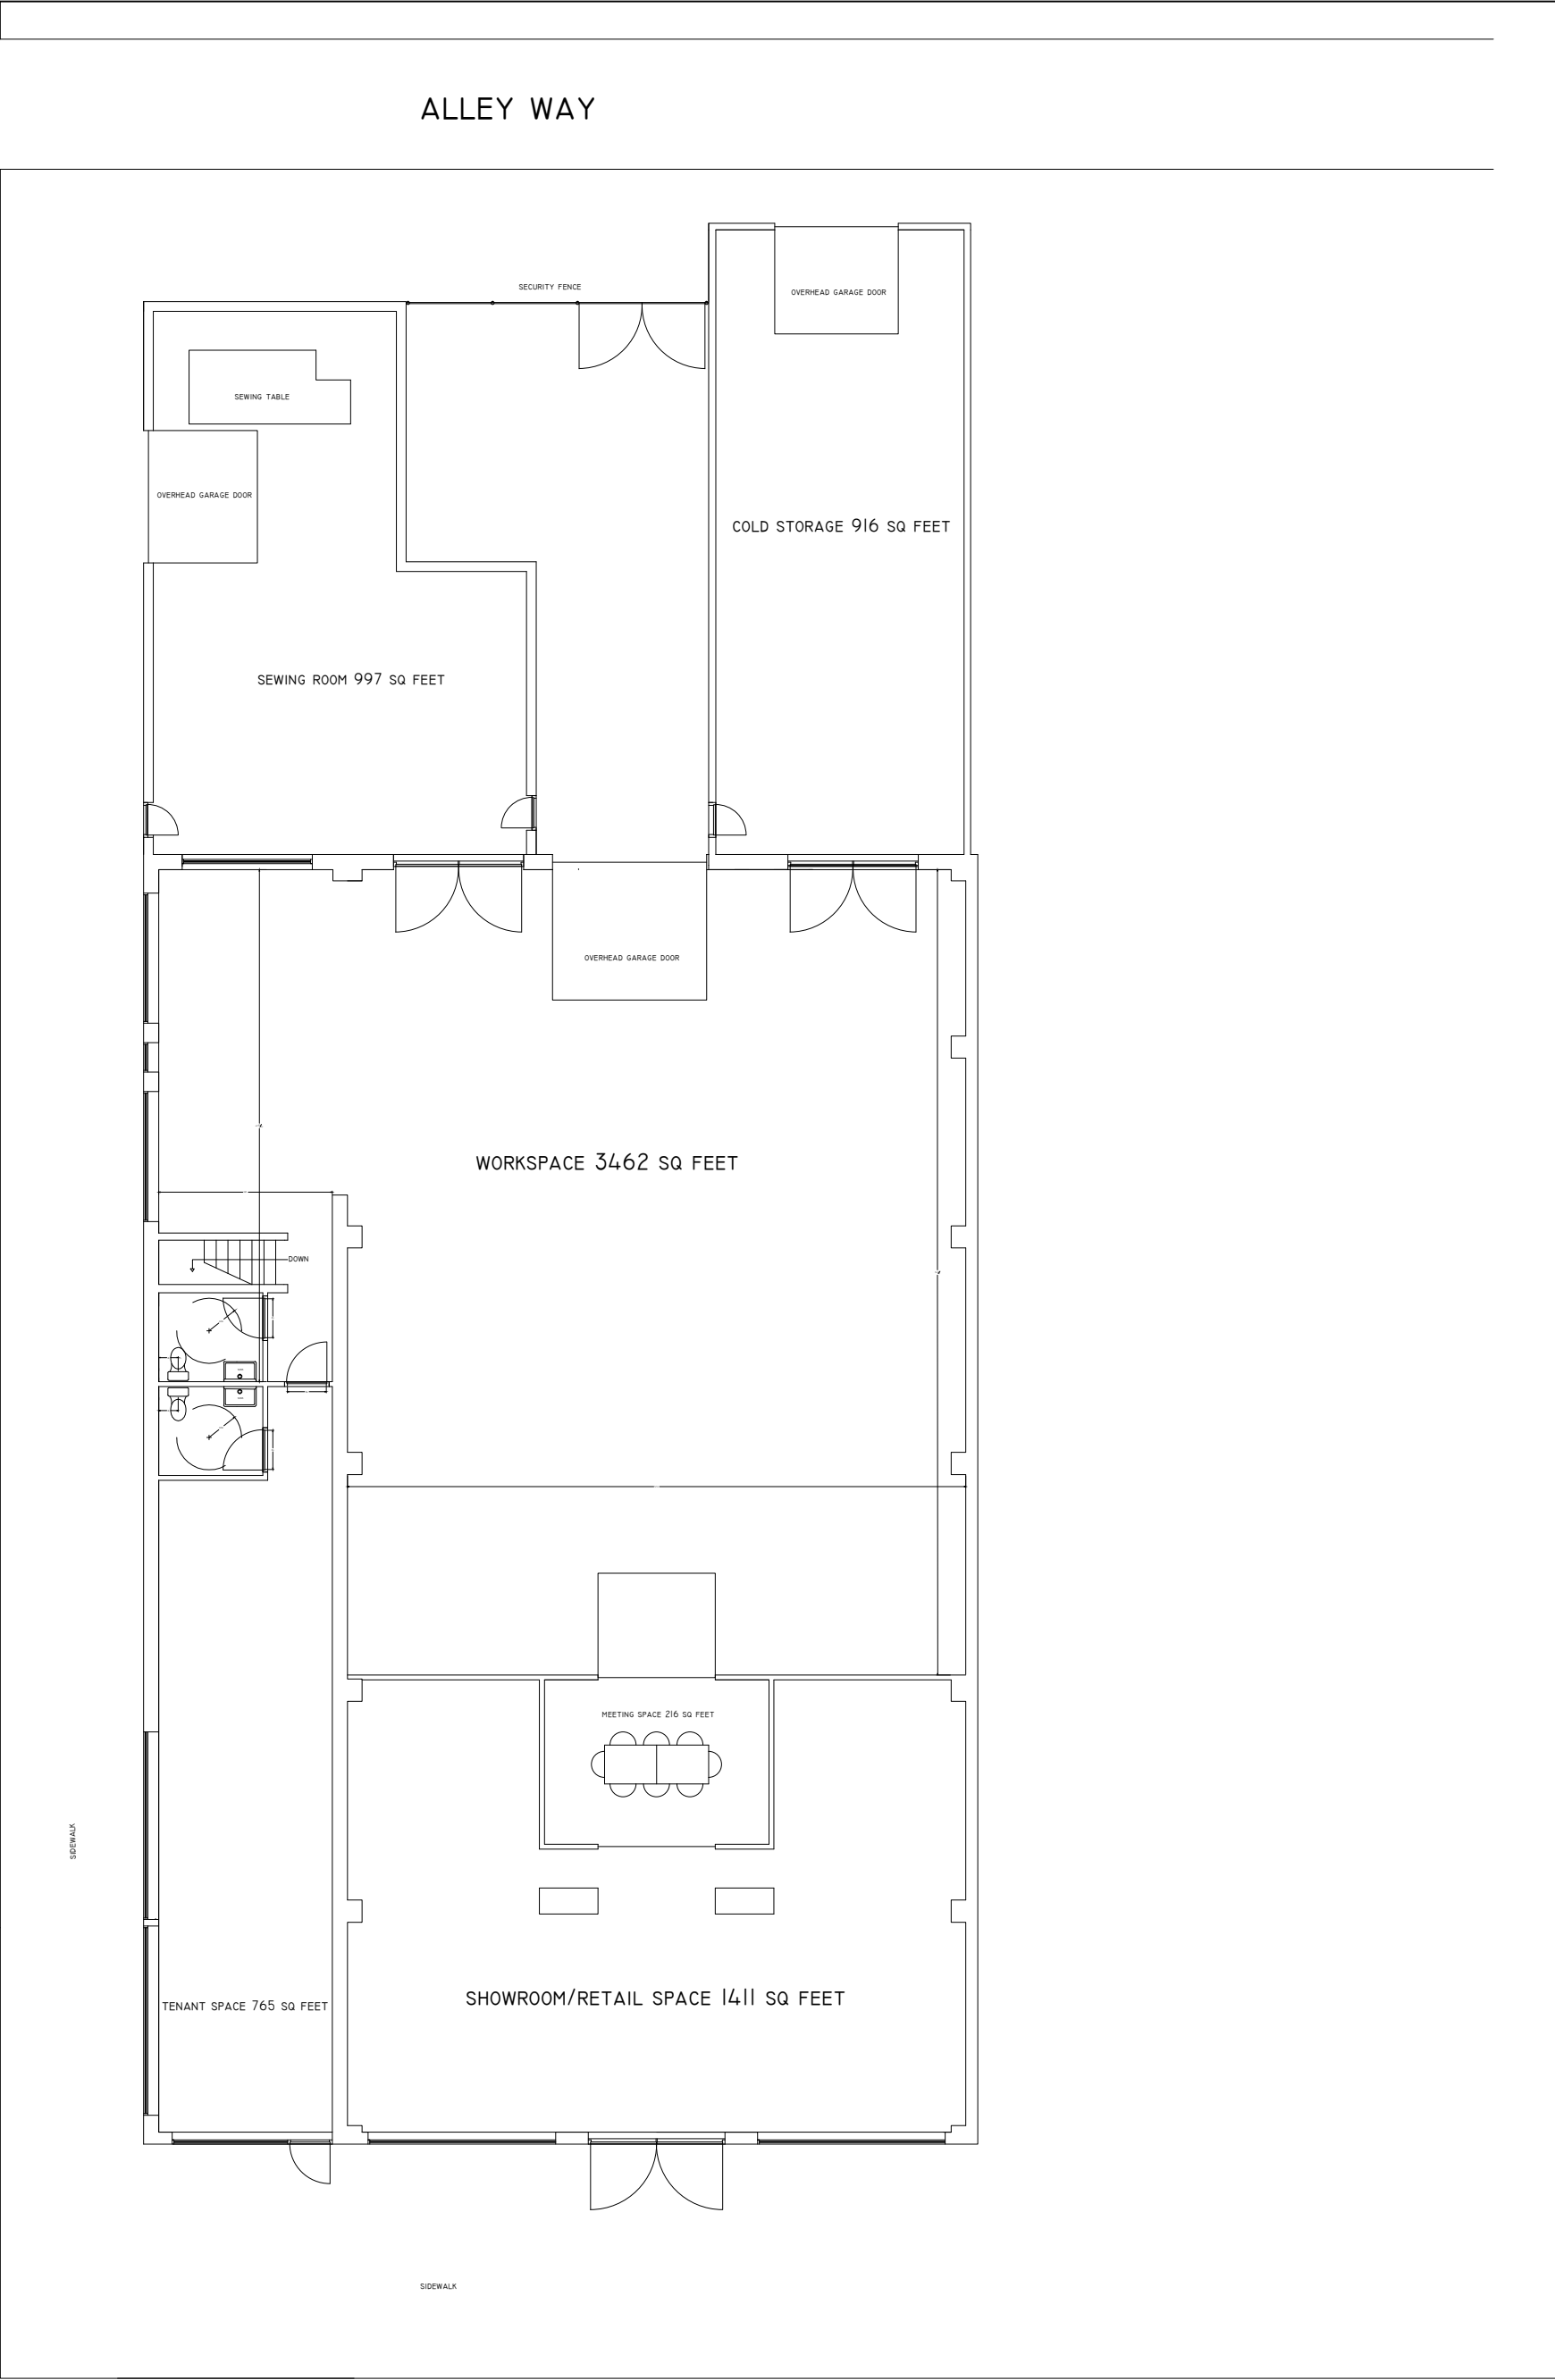 ALLEY WAY
SECURITY FENCE
OVERHEAD GARAGE DOOR
SEWING TABLE
OVERHEAD GARAGE DOOR
COLD STORAGE 916 SQ FEET
SEWING ROOM 997 SQ FEET
OVERHEAD GARAGE DOOR
WORKSPACE 3462 SQ FEET
DOWN
MEETING SPACE 216 SQ FEET
SIDEWALK
SHOWROOM/RETAIL SPACE 1411 SQ FEET
TENANT SPACE 765 SQ FEET
SIDEWALK